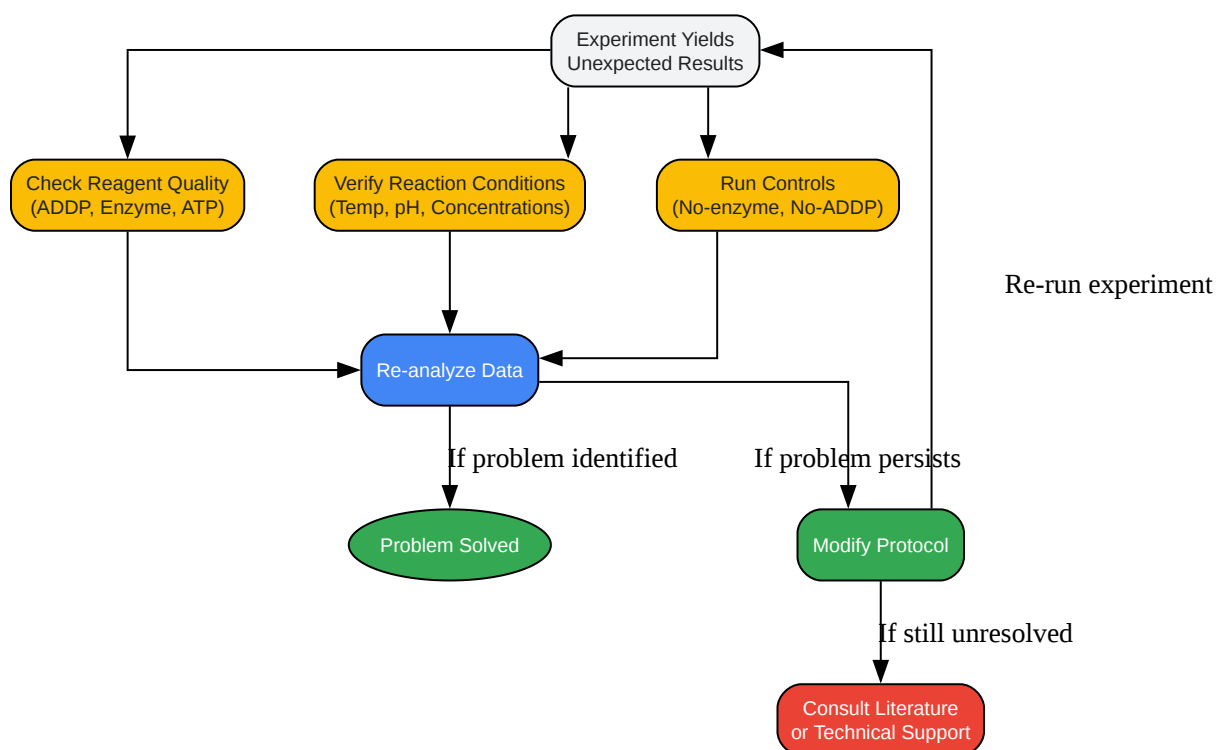 Experiment Yields
Unexpected Results
Check Reagent Quality
(ADDP, Enzyme, ATP)
Verify Reaction Conditions
(Temp, pH, Concentrations)
Run Controls
(No-enzyme, No-ADDP)
Re-run experiment
Re-analyze Data
If problem identified
If problem persists
Problem Solved
Modify Protocol
If still unresolved
Consult Literature
or Technical Support